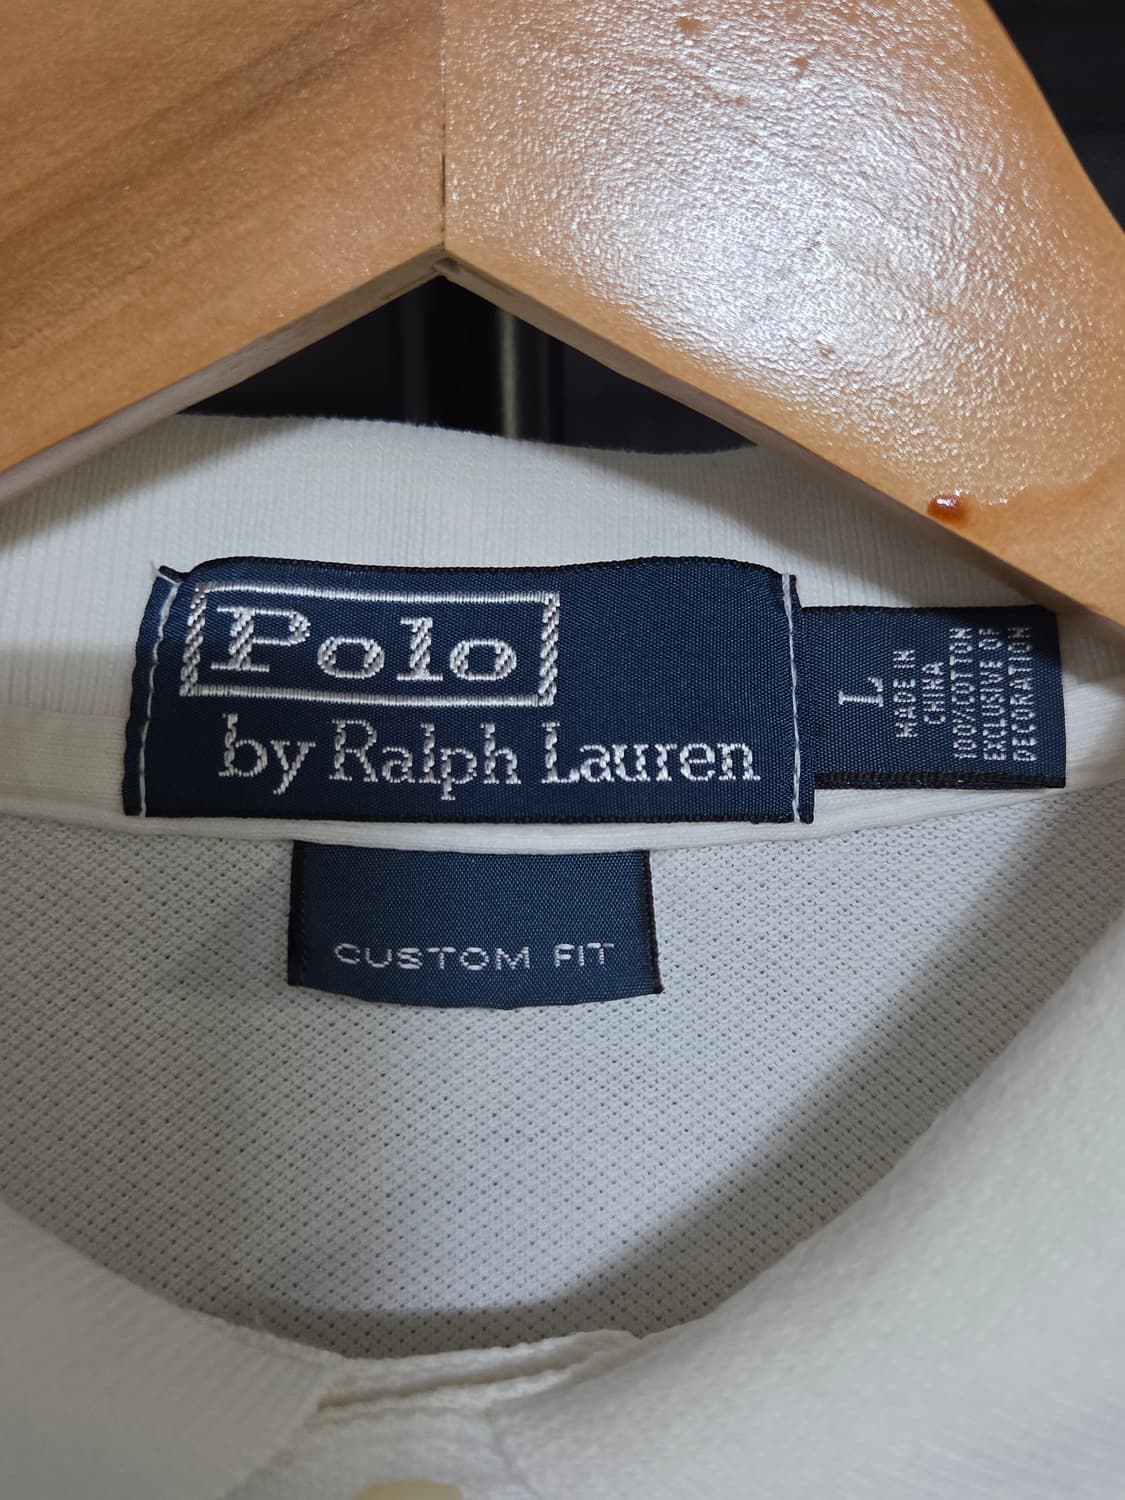 Polo
by Ralph Lauren
L
MADE IN
CHINA
100% COTTON
EXCLUSIVE OF
DECORATION
CUSTOM FIT